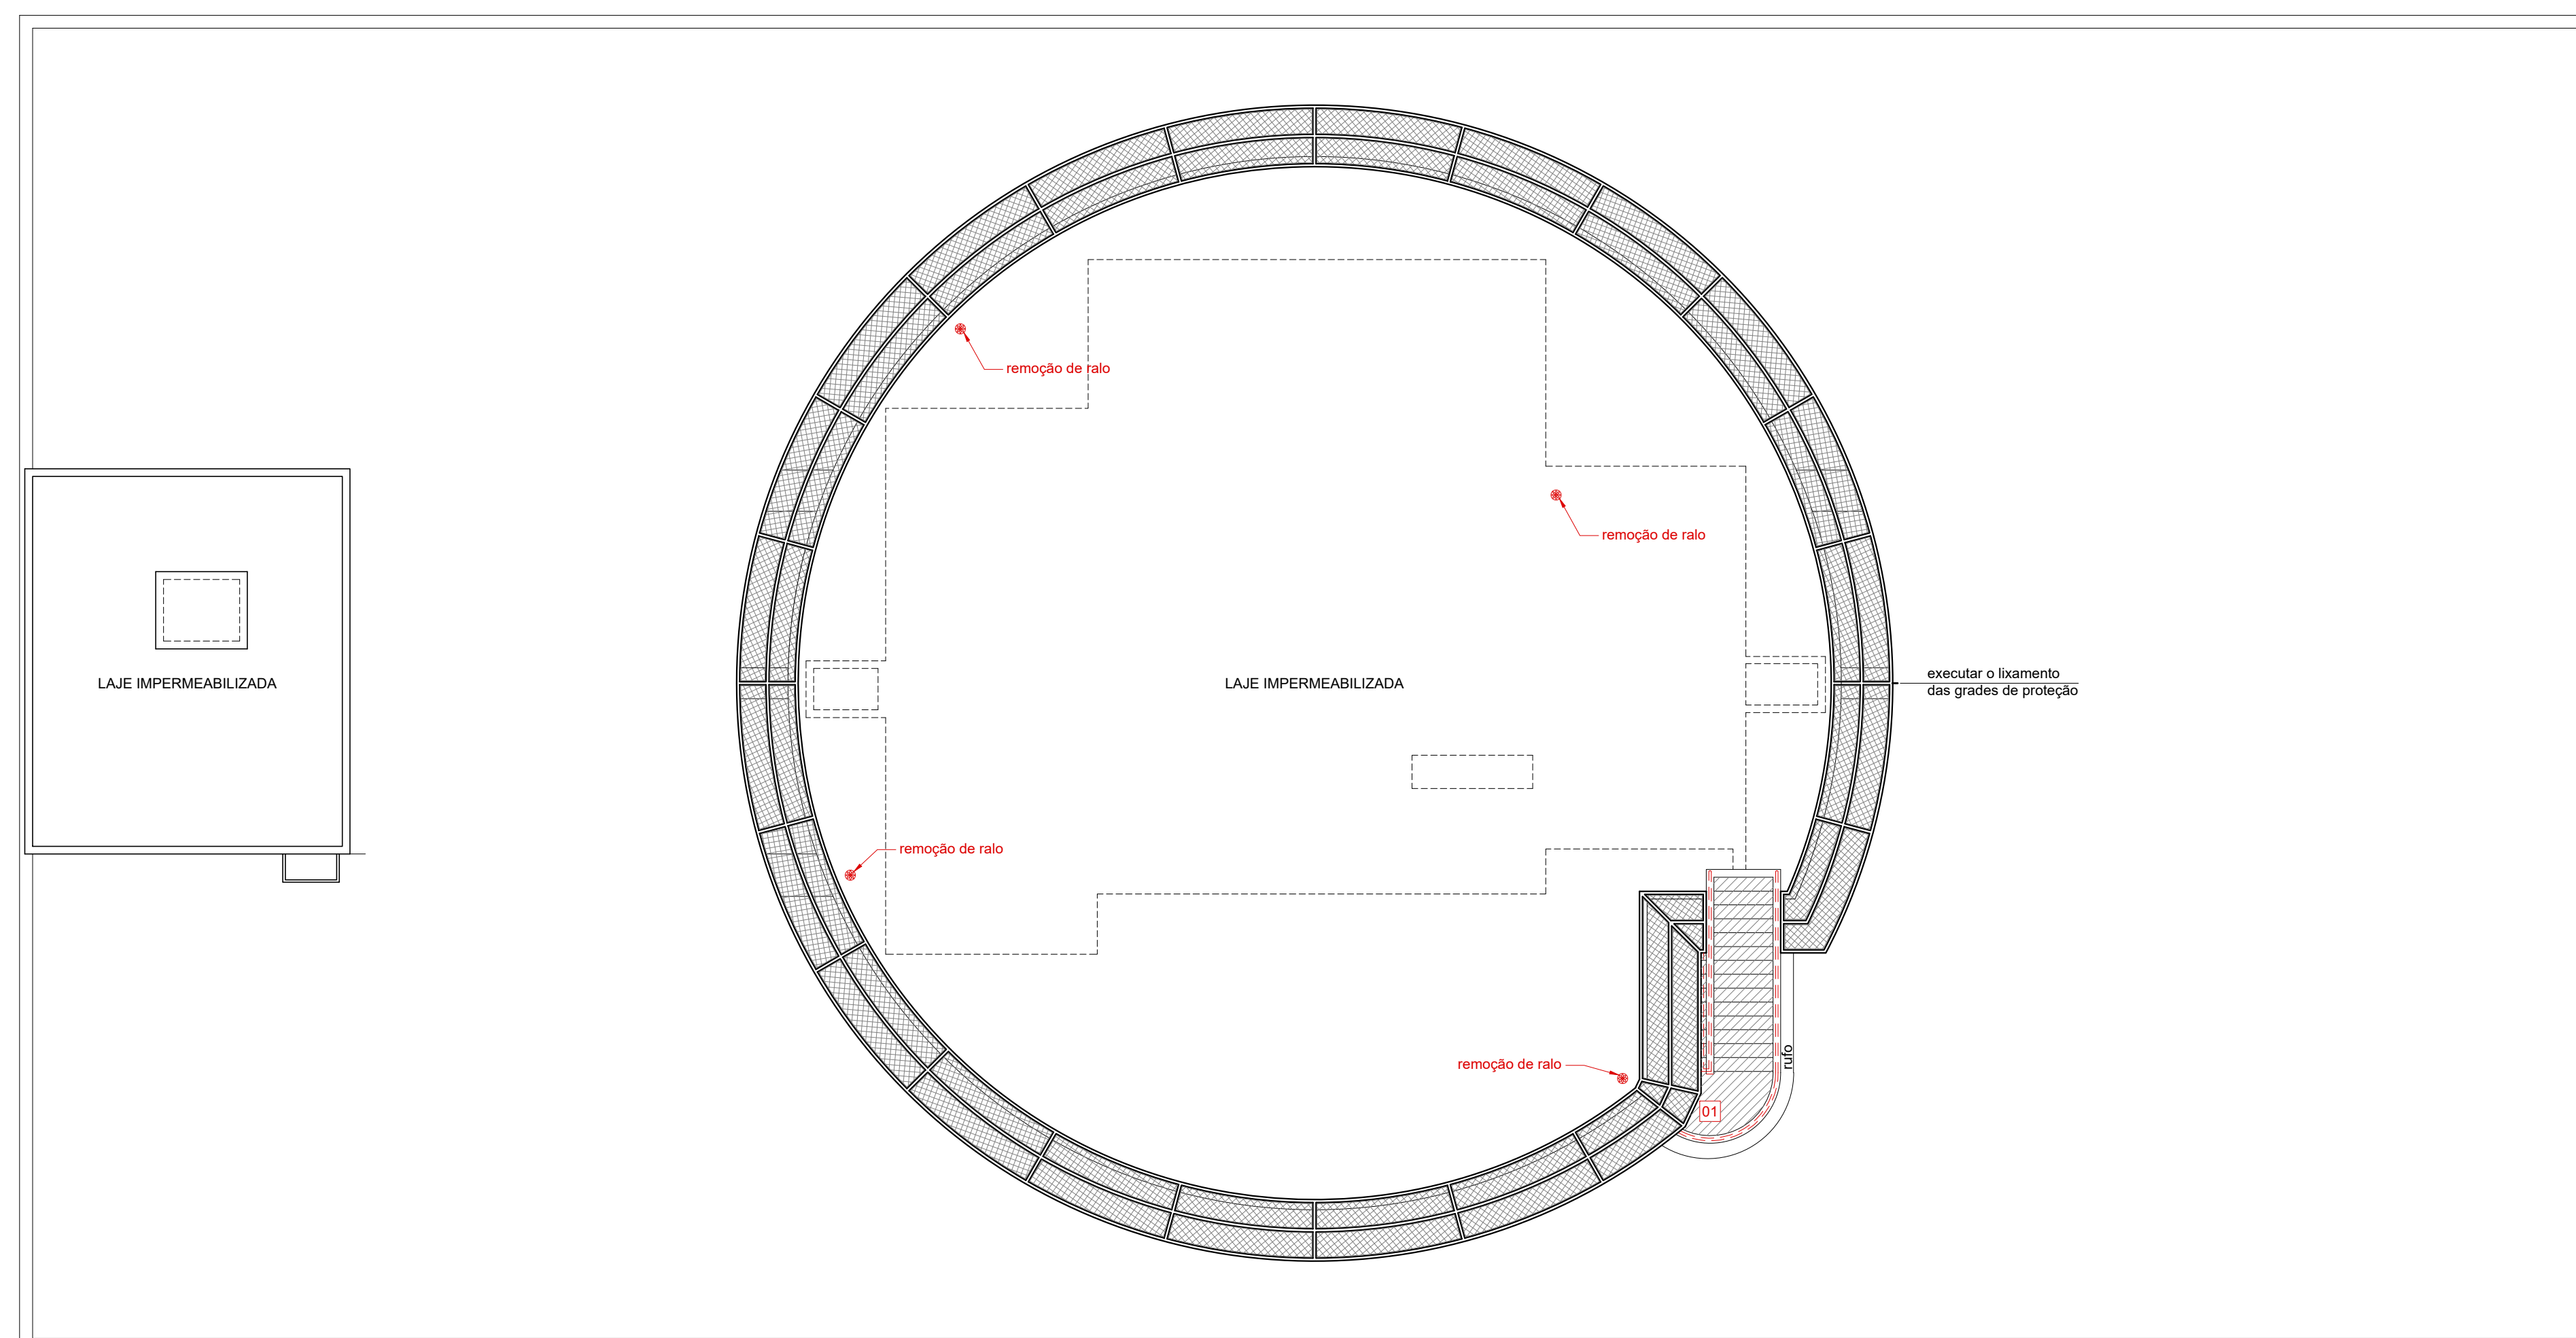 remoção de ralo
remoção de ralo
LAJE IMPERMEABILIZADA
LAJE IMPERMEABILIZADA
executar o lixamento
das grades de proteção
remoção de ralo
remoção de ralo
rufo
01